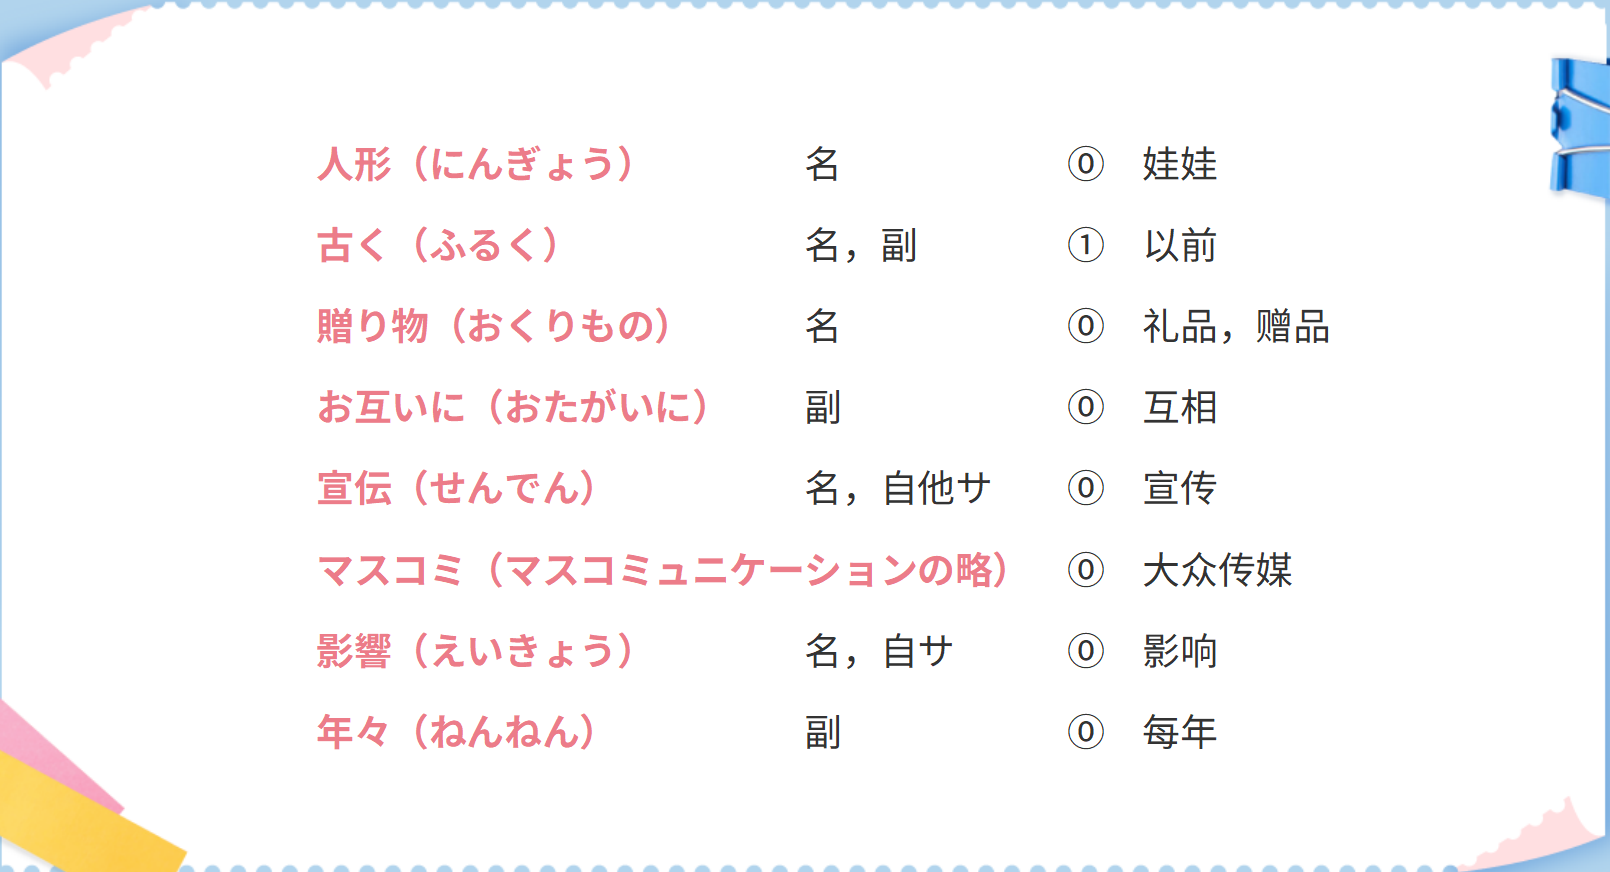 人形（にんぎょう） 名 ⓪ 娃娃
古く（ふるく） 名，副 ① 以前
贈り物（おくりもの） 名 ⓪ 礼品，赠品
お互いに（おたがいに） 副 ⓪ 互相
宣伝（せんでん） 名，自他サ ⓪ 宣传
マスコミ（マスコミュニケーションの略） ⓪ 大众传媒
影響（えいきょう） 名，自サ ⓪ 影响
年々（ねんねん） 副 ⓪ 每年